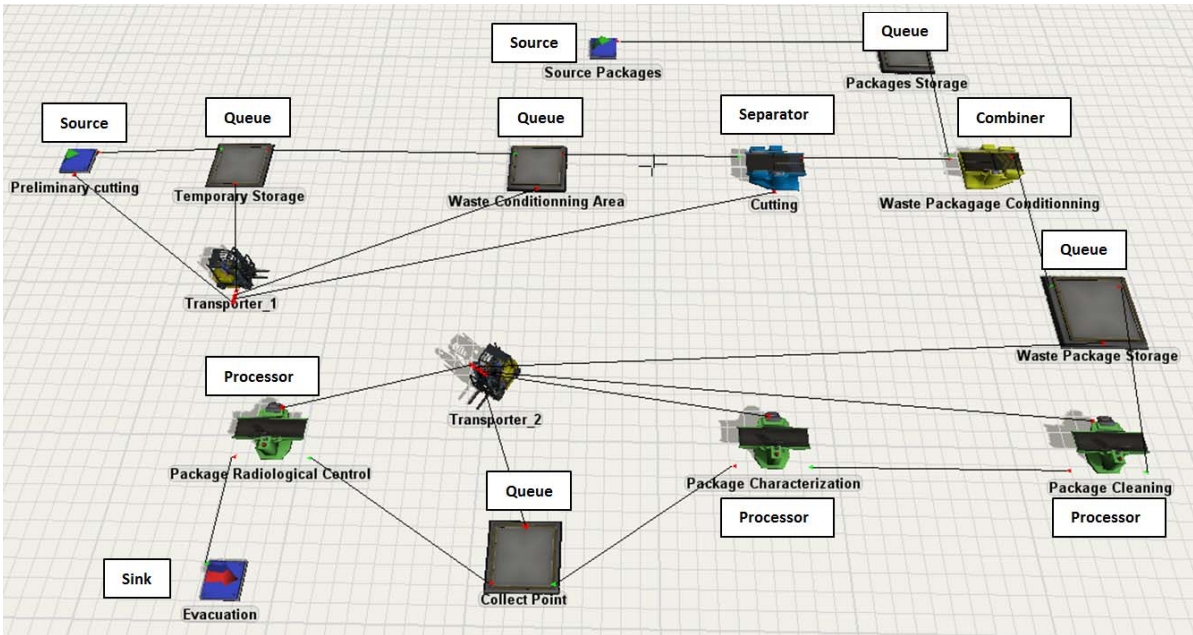 Source
Queue
Source Packages
Packages Storage
Source
Queue
Queue
Separator
Combiner
Preliminary cutting
Temporary Storage
Waste Conditionning Area
Cutting
Waste Packagage Conditionning
Queue
Transporter_1
Waste Package Storage
Processor
Transporter_2
Package Radiological Control
Package Characterization
Package Cleaning
Queue
Processor
Processor
Sink
Collect Point
Evacuation